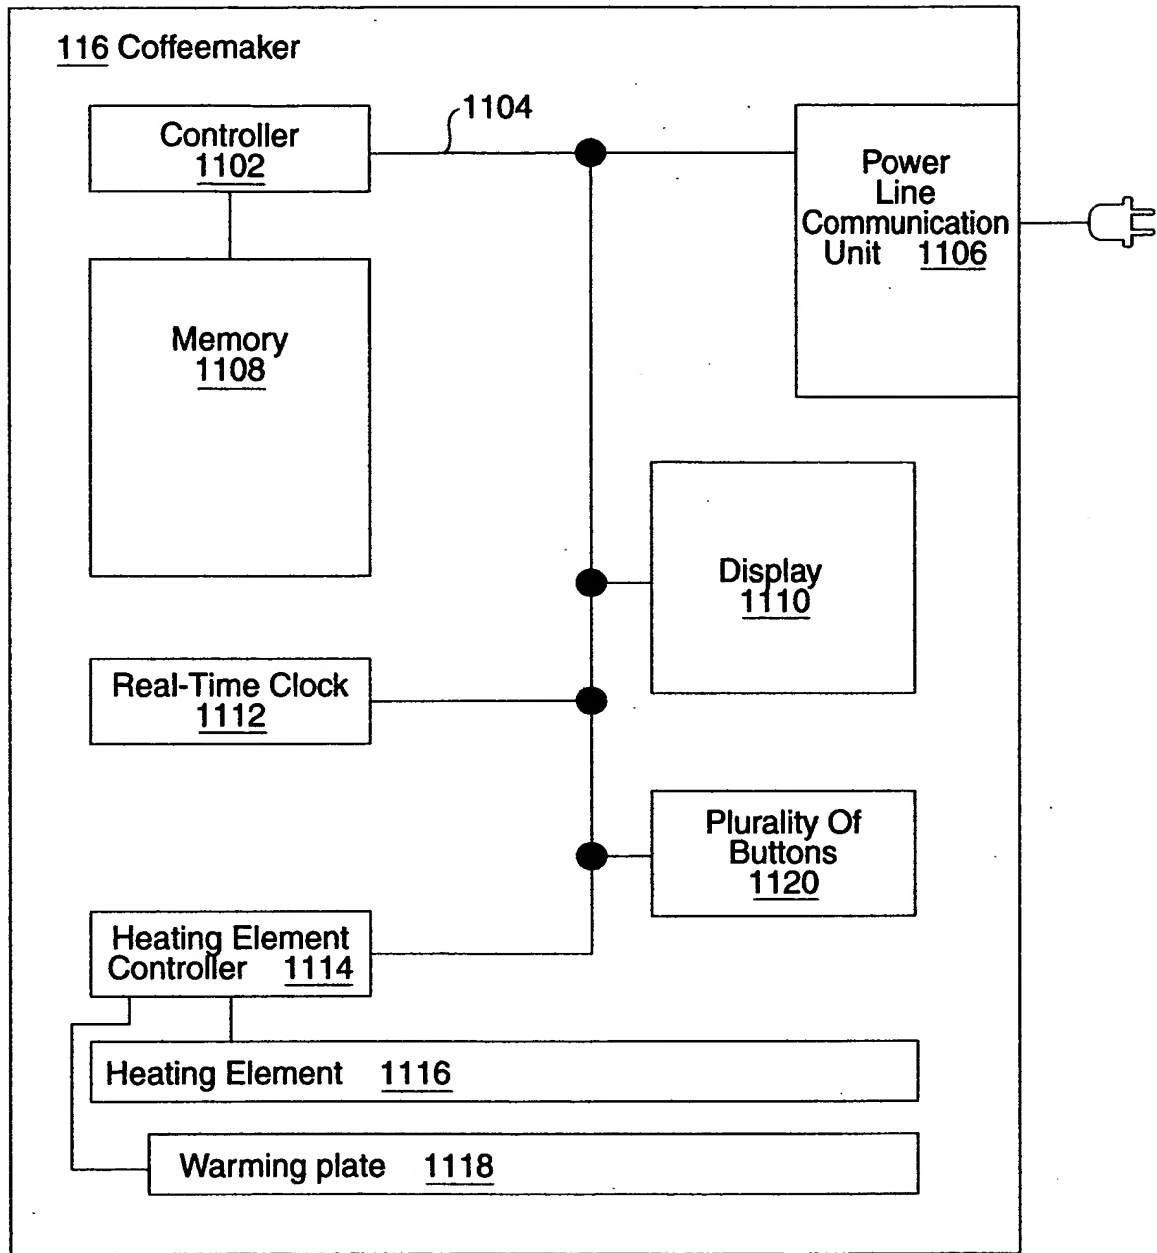 116 Coffeemaker
1104
Controller
1102
Power
Line
Communication
Unit 1106
Memory
1108
Display
1110
Real-Time Clock
1112
Plurality Of
Buttons
1120
Heating Element
Controller 1114
Heating Element 1116
Warming plate 1118